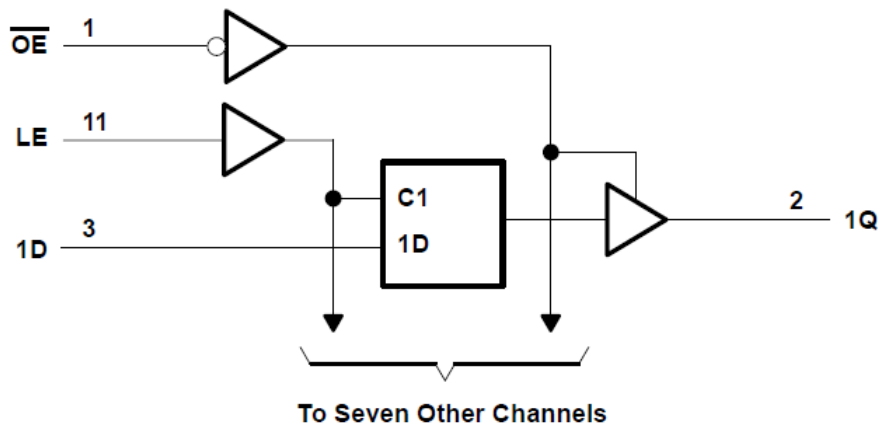 OE 1
LE 11
C1
1D 3 1D
2 1Q
To Seven Other Channels